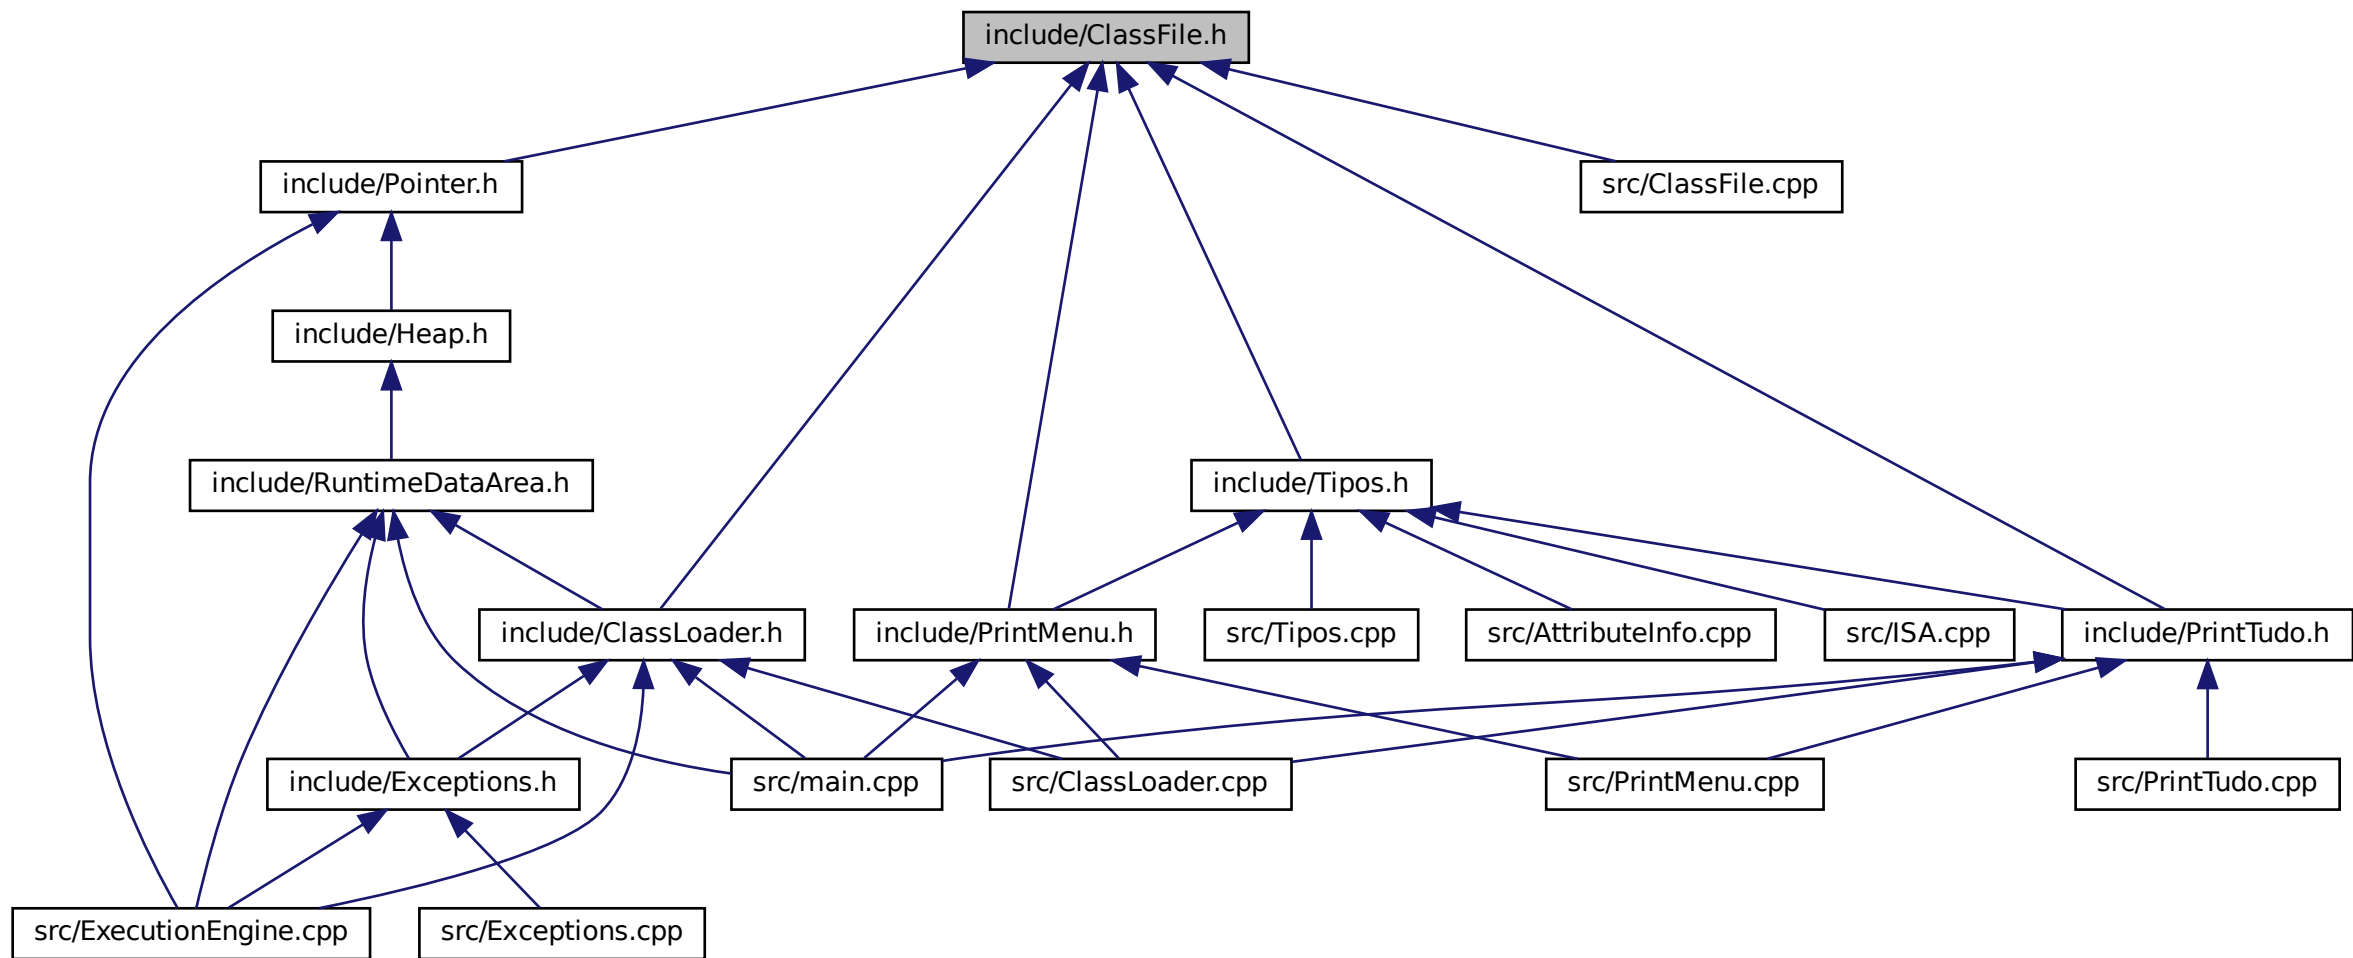 include/ClassFile.h
include/Pointer.h
src/ClassFile.cpp
include/Heap.h
include/RuntimeDataArea.h
include/Tipos.h
include/ClassLoader.h
include/PrintMenu.h
src/Tipos.cpp
src/AttributeInfo.cpp
src/ISA.cpp
include/PrintTudo.h
include/Exceptions.h
src/main.cpp
src/ClassLoader.cpp
src/PrintMenu.cpp
src/PrintTudo.cpp
src/ExecutionEngine.cpp
src/Exceptions.cpp